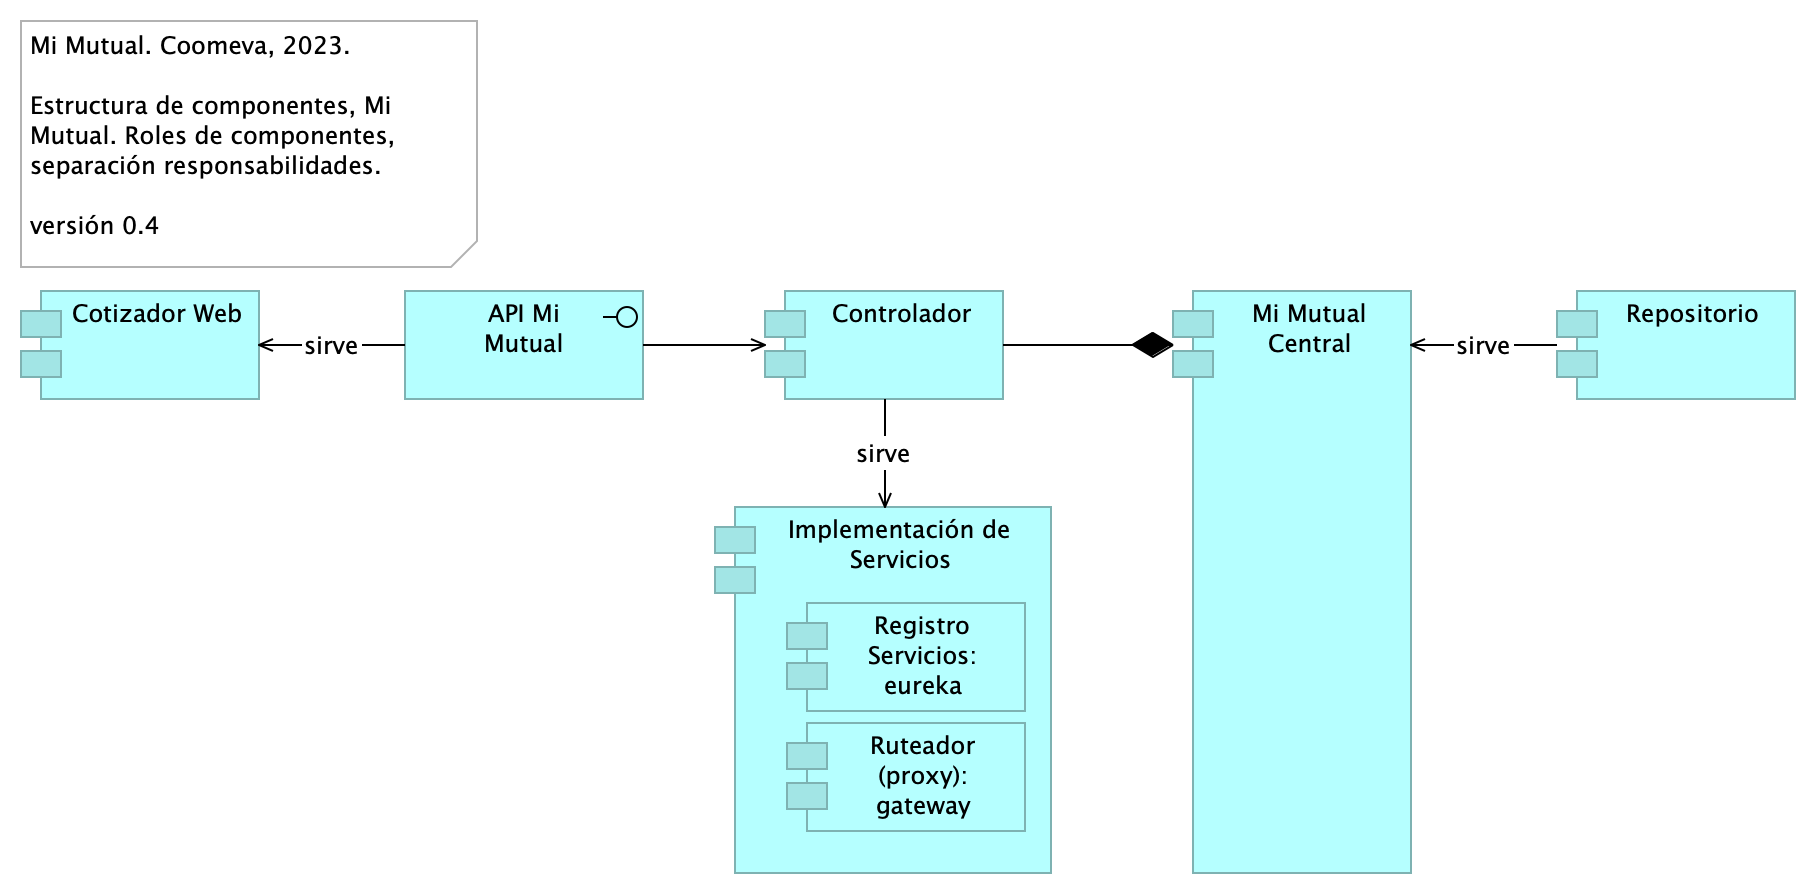 Mi Mutual. Coomeva, 2023.
Estructura de componentes, Mi
Mutual. Roles de componentes,
separación responsabilidades.
versión 0.4
Cotizador Web
sirve
API Mi
Mutual
Controlador
Mi Mutual
Central
sirve
Repositorio
sirve
Implementación de
Servicios
Registro
Servicios:
eureka
Ruteador
(proxy):
gateway